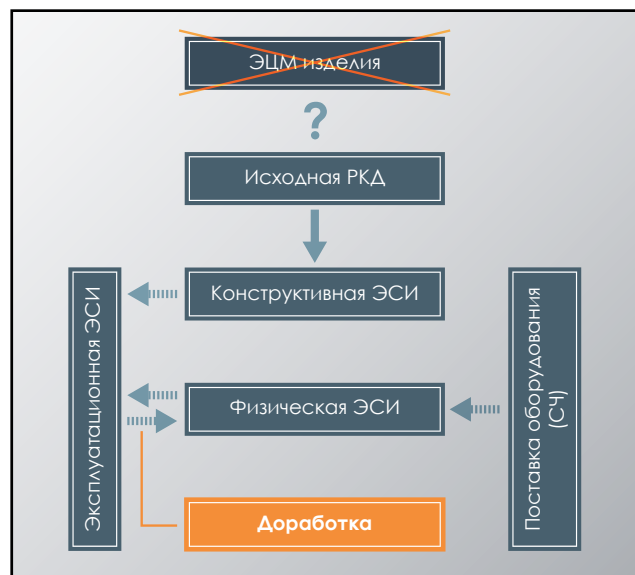 ЭЦМ изделия
?
Исходная РКД
Конструктивная ЭСИ
Эксплуатационная ЭСИ
Физическая ЭСИ
Поставка оборудования
(СЧ)
Доработка